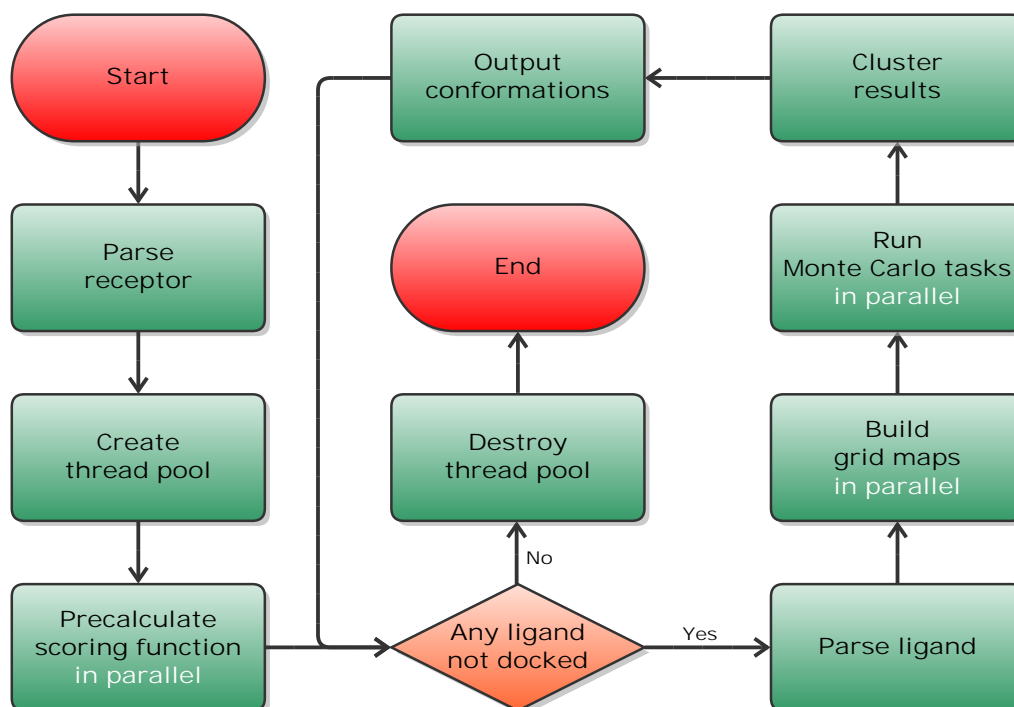 Start
Parse
receptor
Create
thread pool
Precalculate
scoring function
in parallel
Any ligand
not docked
No
Yes
Destroy
thread pool
End
Parse ligand
Build
grid maps
in parallel
Run
Monte Carlo tasks
in parallel
Cluster
results
Output
conformations